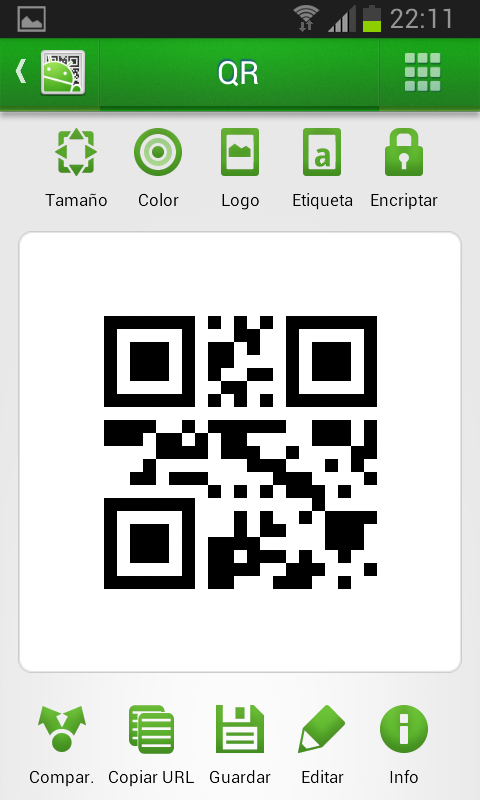 22:11
QR
Tamaño Color Logo Etiqueta Encriptar
Compar. Copiar URL Guardar Editar Info